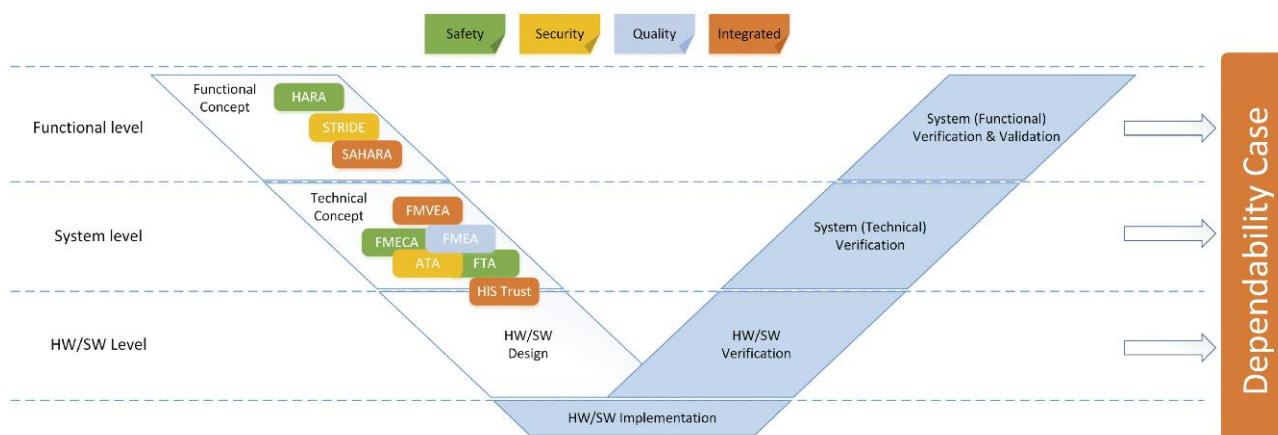 Safety
Security
Quality
Integrated
Functional level
Functional
Concept
HARA
STRIDE
SAHARA
System (Functional)
Verification & Validation
System level
Technical
Concept
FMVEA
FMECA
FMEA
ATA
FTA
HIS Trust
System (Technical)
Verification
HW/SW Level
HW/SW
Design
HW/SW
Verification
HW/SW Implementation
Dependability Case